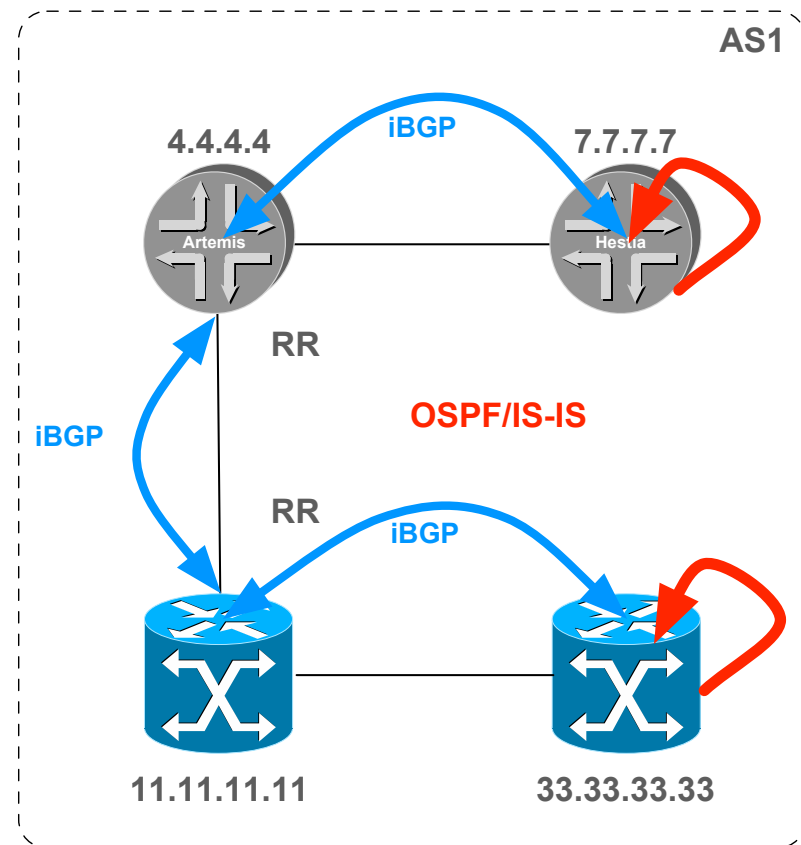 AS1
iBGP
4.4.4.4
7.7.7.7
Artemis
Hestia
RR
OSPF/IS-IS
iBGP
RR
iBGP
11.11.11.11
33.33.33.33